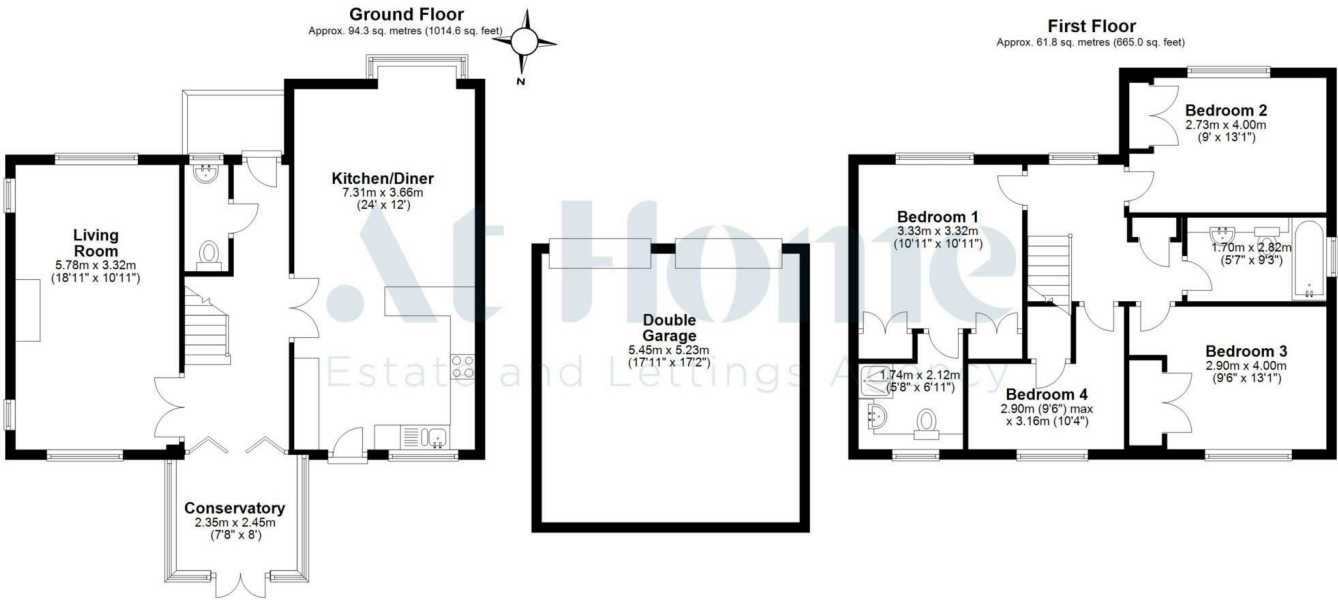 Ground Floor
Approx. 94.3 sq. metres (1014.6 sq. feet)
N
First Floor
Approx. 61.8 sq. metres (665.0 sq. feet)
Kitchen/Diner
7.31m x 3.66m
(24' x 12')
Living
Room
5.78m x 3.32m
(18'11" x 10'11")
Conservatory
2.35m x 2.45m
(7'8" x 8')
Double
Garage
5.45m x 5.23m
(17'11" x 17'2")
Bedroom 2
2.73m x 4.00m
(9' x 13'1")
Bedroom 1
3.33m x 3.32m
(10'11" x 10'11")
1.70m x 2.82m
(5'7" x 9'3")
Bedroom 3
2.90m x 4.00m
(9'6" x 13'1")
1.74m x 2.12m
(5'8" x 6'11")
Bedroom 4
2.90m (9'6") max
x 3.16m (10'4")
At Home
Estate and Lettings Agency